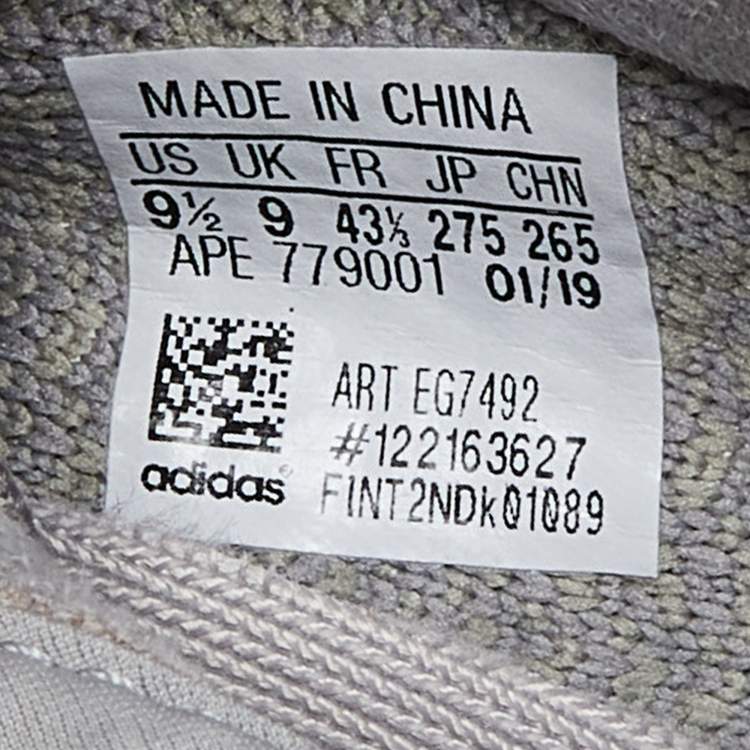 MADE IN CHINA
US UK FR JP CHN
9½ 9 43⅓ 275 265
APE 779001 01/19
ART EG7492
#122163627
adidas®
F1NT2NDk01089